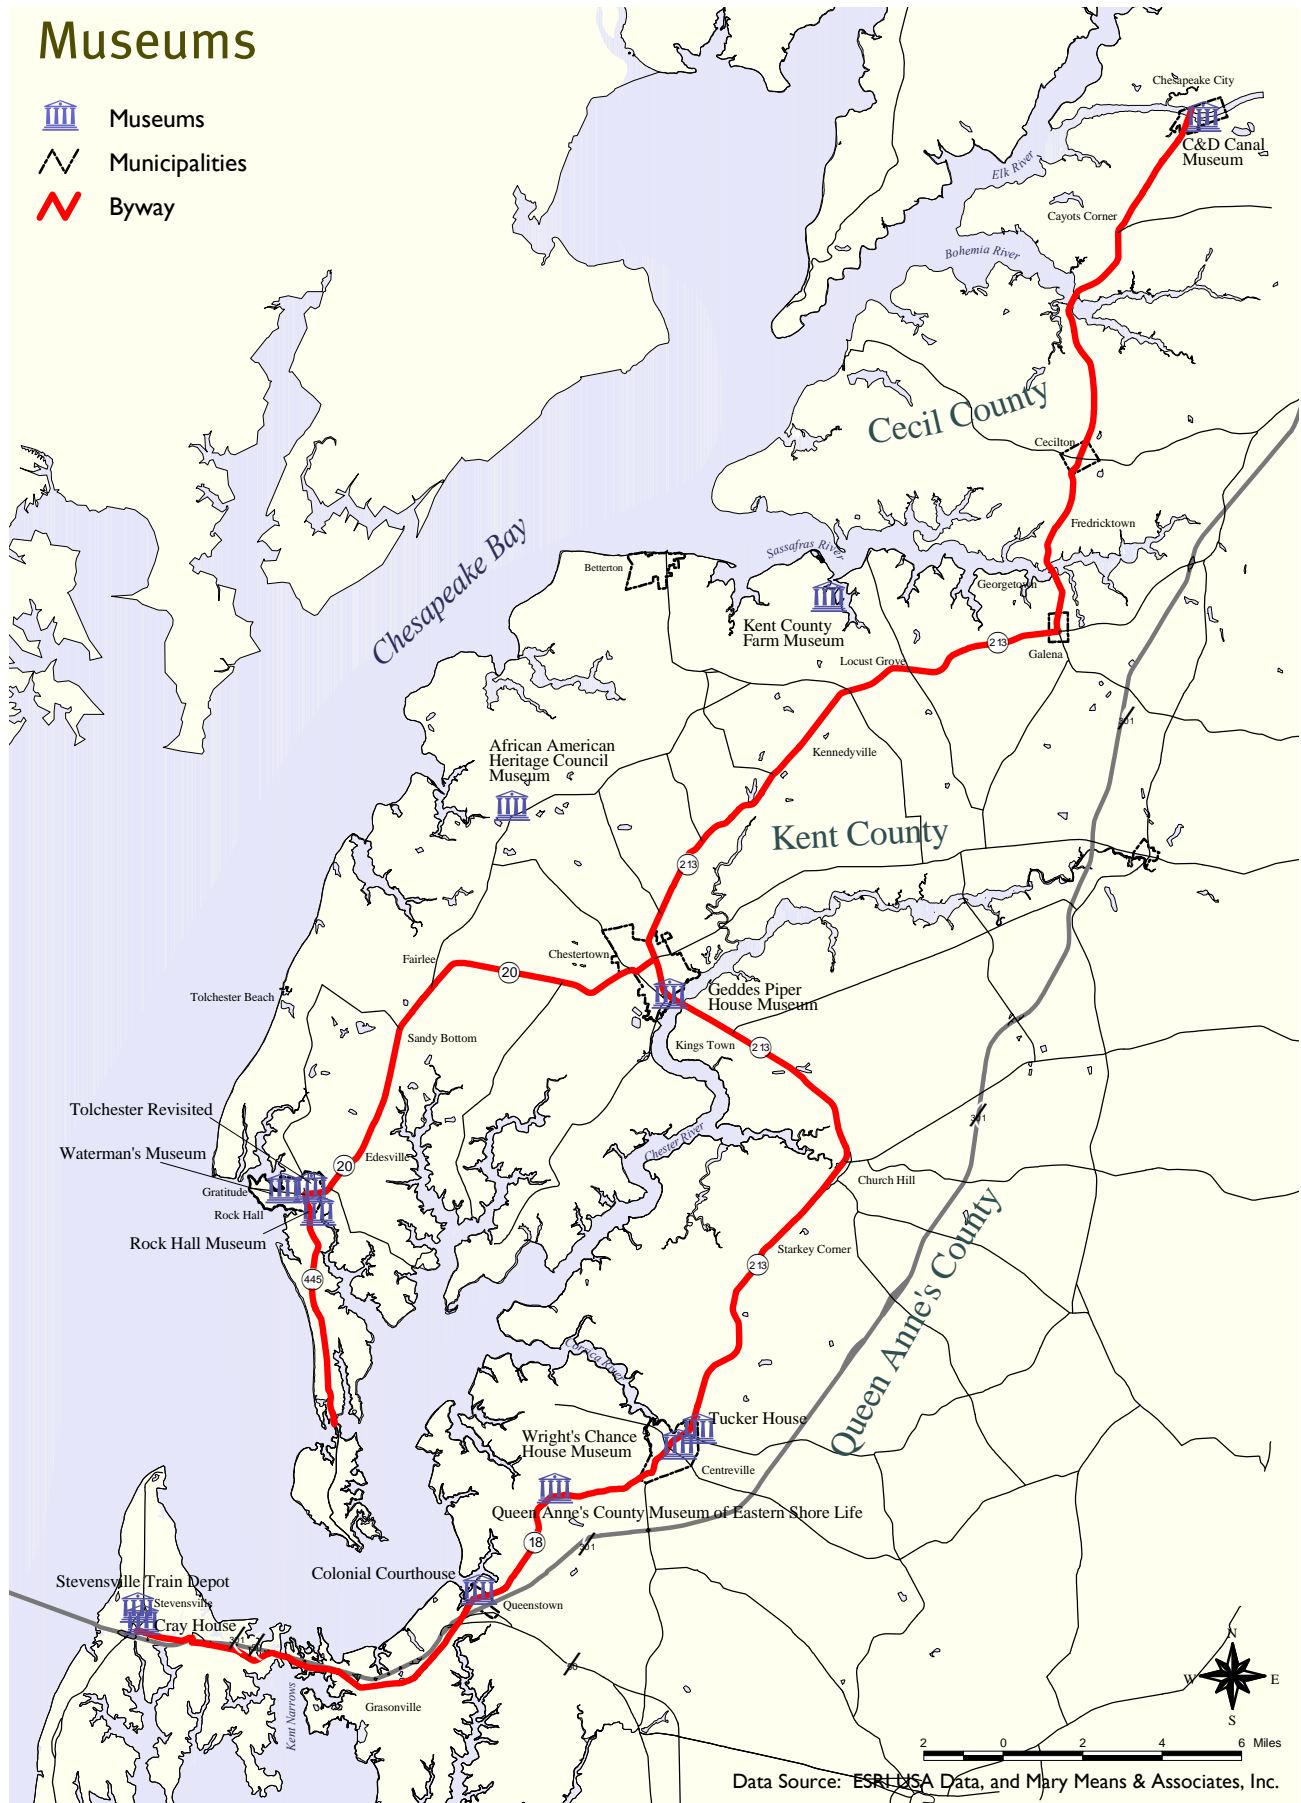 Museums
Museums
Municipalities
Byway
Chesapeake City
C&D Canal
Museum
Elk River
Cayots Corner
Bohemia River
Cecil County
Cecilton
Fredricktown
Chesapeake Bay
Sassafras River
Betterton
Georgetown
Kent County
Farm Museum
213
Galena
Locust Grove
301
African American
Heritage Council
Museum
Kennedyville
Kent County
213
Chestertown
Fairlee
20
Geddes Piper
House Museum
Tolchester Beach
Sandy Bottom
Kings Town
213
Tolchester Revisited
301
Waterman's Museum
Chester River
20
Edesville
Gratitude
Church Hill
Rock Hall
Rock Hall Museum
Starkey Corner
213
445
Queen Anne's County
Corsica River
Tucker House
Wright's Chance
House Museum
Centreville
Queen Anne's County Museum of Eastern Shore Life
18
301
Colonial Courthouse
Stevensville Train Depot
Stevensville
Queenstown
Cray House
301
50
50
Kent Narrows
Grasonville
N
W
E
S
2 0 2 4 6 Miles
Data Source: ESRI USA Data, and Mary Means & Associates, Inc.